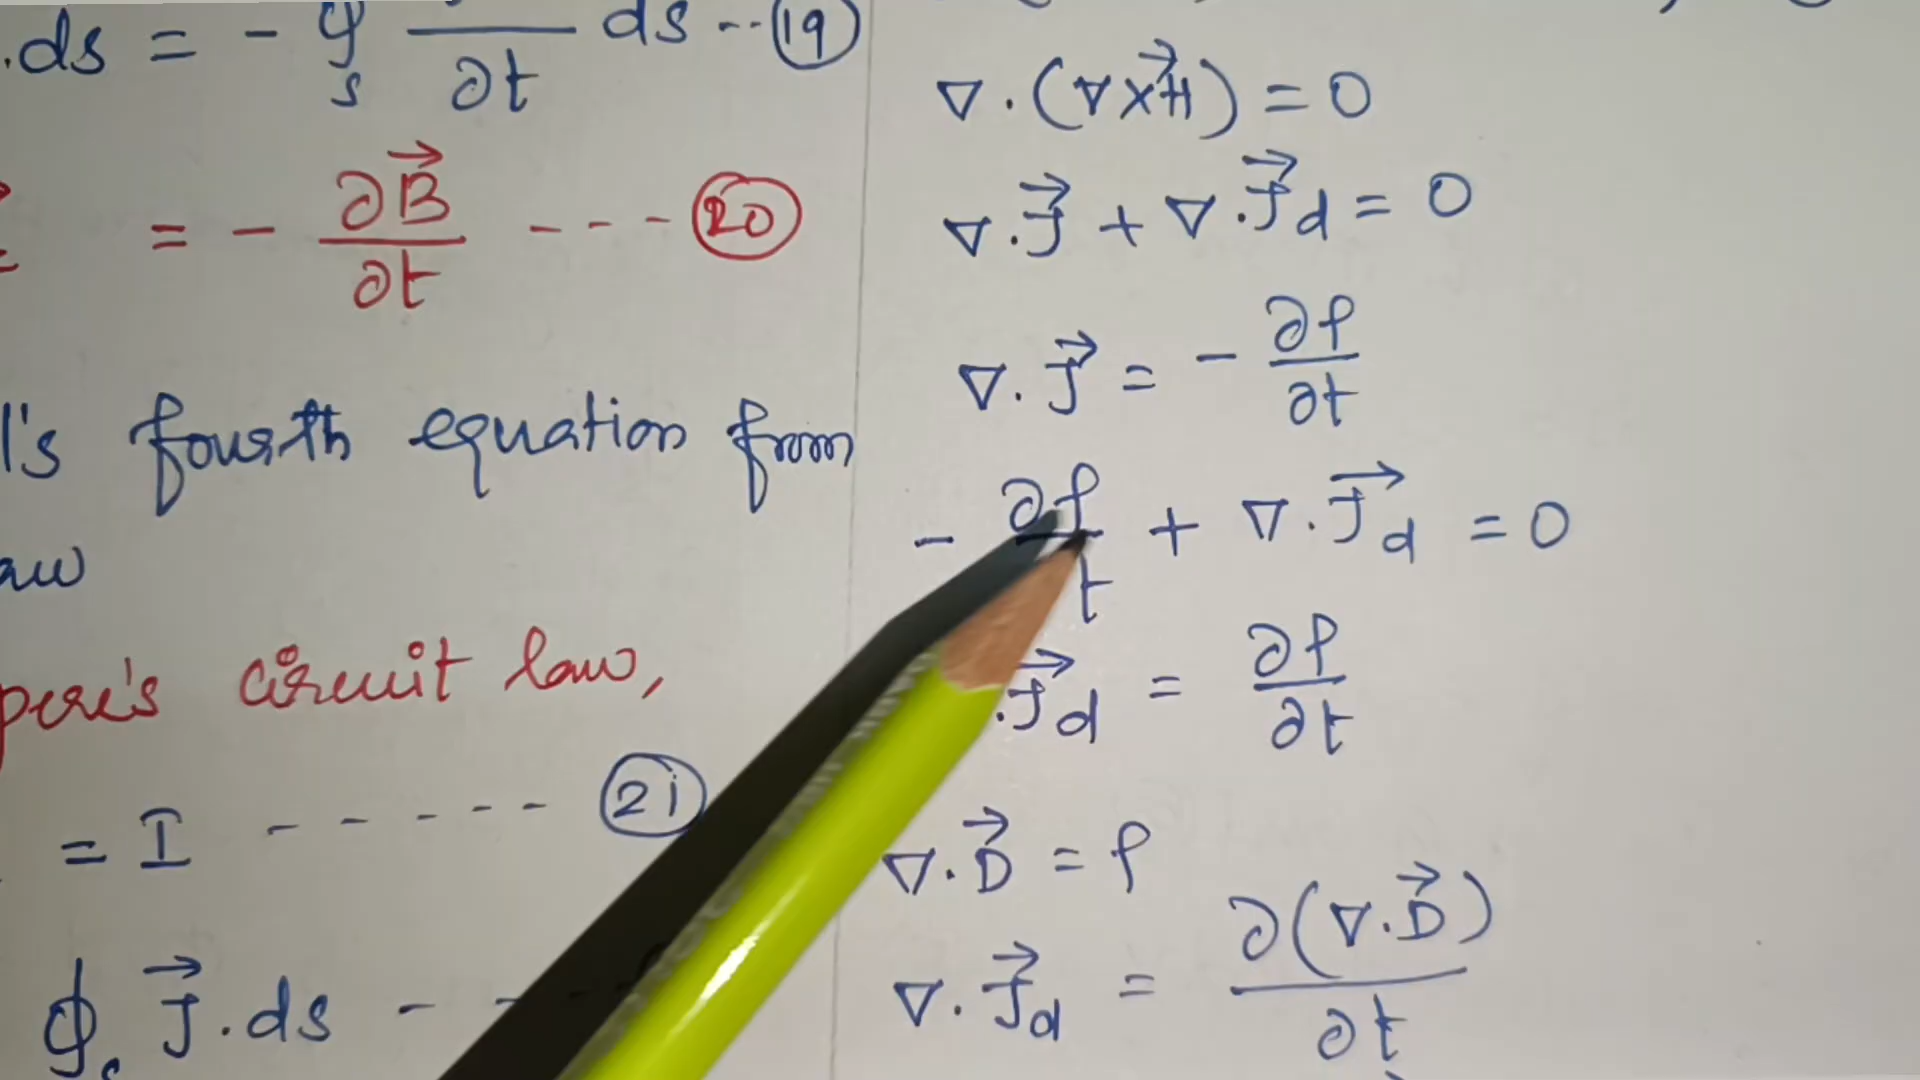 .ds = - ∮s ――/∂t ds --(19)
= - ∂B⃗/∂t ---(20)
l's fourth equation from
aw
pere's circuit law,
= I ------(21)
∮s J⃗.ds - -
∇.(∇×H⃗) = 0
∇.J⃗ + ∇.J⃗d = 0
∇.J⃗ = - ∂ρ/∂t
- ∂ρ/t + ∇.J⃗d = 0
.J⃗d = ∂ρ/∂t
∇.D⃗ = ρ
∇.J⃗d = ∂(∇.D⃗)/∂t